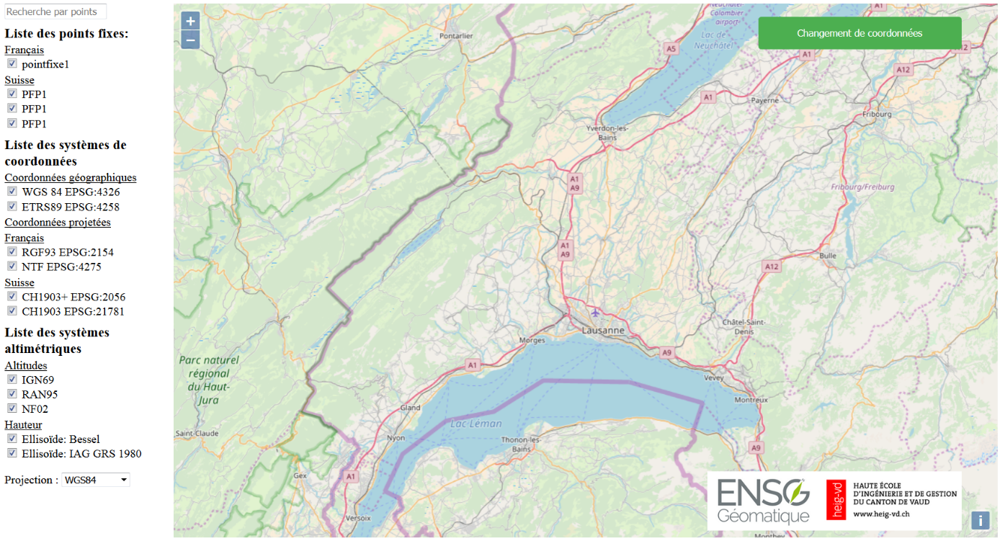 Recherche par points
Liste des points fixes:
Français
pointfixe1
Suisse
PFP1
PFP1
PFP1
Liste des systèmes de
coordonnées
Coordonnées géographiques
WGS 84 EPSG:4326
ETRS89 EPSG:4258
Coordonnées projetées
Français
RGF93 EPSG:2154
NTF EPSG:4275
Suisse
CH1903+ EPSG:2056
CH1903 EPSG:21781
Liste des systèmes
altimétriques
Altitudes
IGN69
RAN95
NF02
Hauteur
Ellisoïde: Bessel
Ellisoïde: IAG GRS 1980
Projection : WGS84
+
−
Changement de coordonnées
Neuchâtel
Colombier
airport
A1
Pontarlier
Lac de
Neuchâtel
A5
A1
12
A12
A1
Payerne
Fribourg
Yverdon-les-
Bains
A1
A9
Fribourg/Freiburg
A1
A9
Bulle
A12
Lausanne
Châtel-Saint-
Denis
Morges
A9
Parc naturel
régional
du Haut-
Jura
A1
Vevey
Montreux
Gland
Lac Léman
Saint-Claude
Nyon
Thonon-les-
Bains
A9
Gex
A1
Versoix
Monthey
ENSG
Géomatique
heig-vd
HAUTE ÉCOLE
D'INGÉNIERIE ET DE GESTION
DU CANTON DE VAUD
www.heig-vd.ch
i